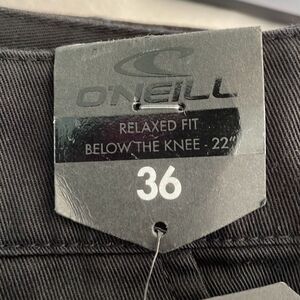 O'NEILL
RELAXED FIT
BELOW THE KNEE - 22"
36